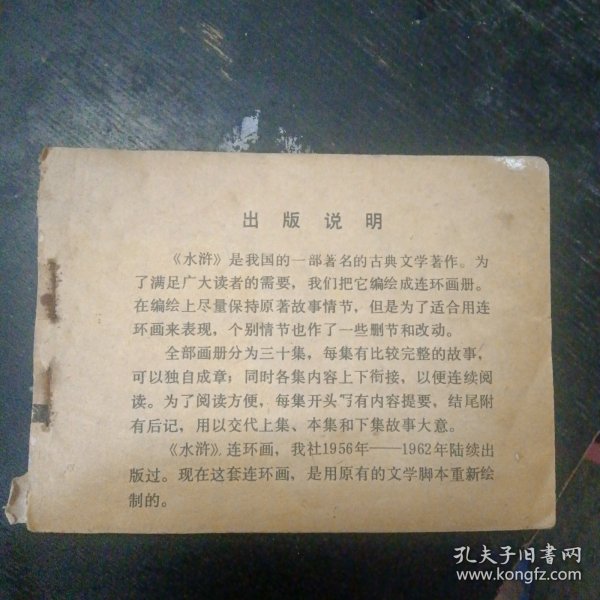 出版说明
《水浒》是我国的一部著名的古典文学著作。为
了满足广大读者的需要，我们把它编绘成连环画册。
在编绘上尽量保持原著故事情节，但是为了适合用连
环画来表现，个别情节也作了一些删节和改动。
全部画册分为三十集，每集有比较完整的故事，
可以独自成章；同时各集内容上下衔接，以便连续阅
读。为了阅读方便，每集开头写有内容提要，结尾附
有后记，用以交代上集、本集和下集故事大意。
《水浒》连环画，我社1956年——1962年陆续出
版过。现在这套连环画，是用原有的文学脚本重新绘
制的。
孔夫子旧书网
www.kongfz.com